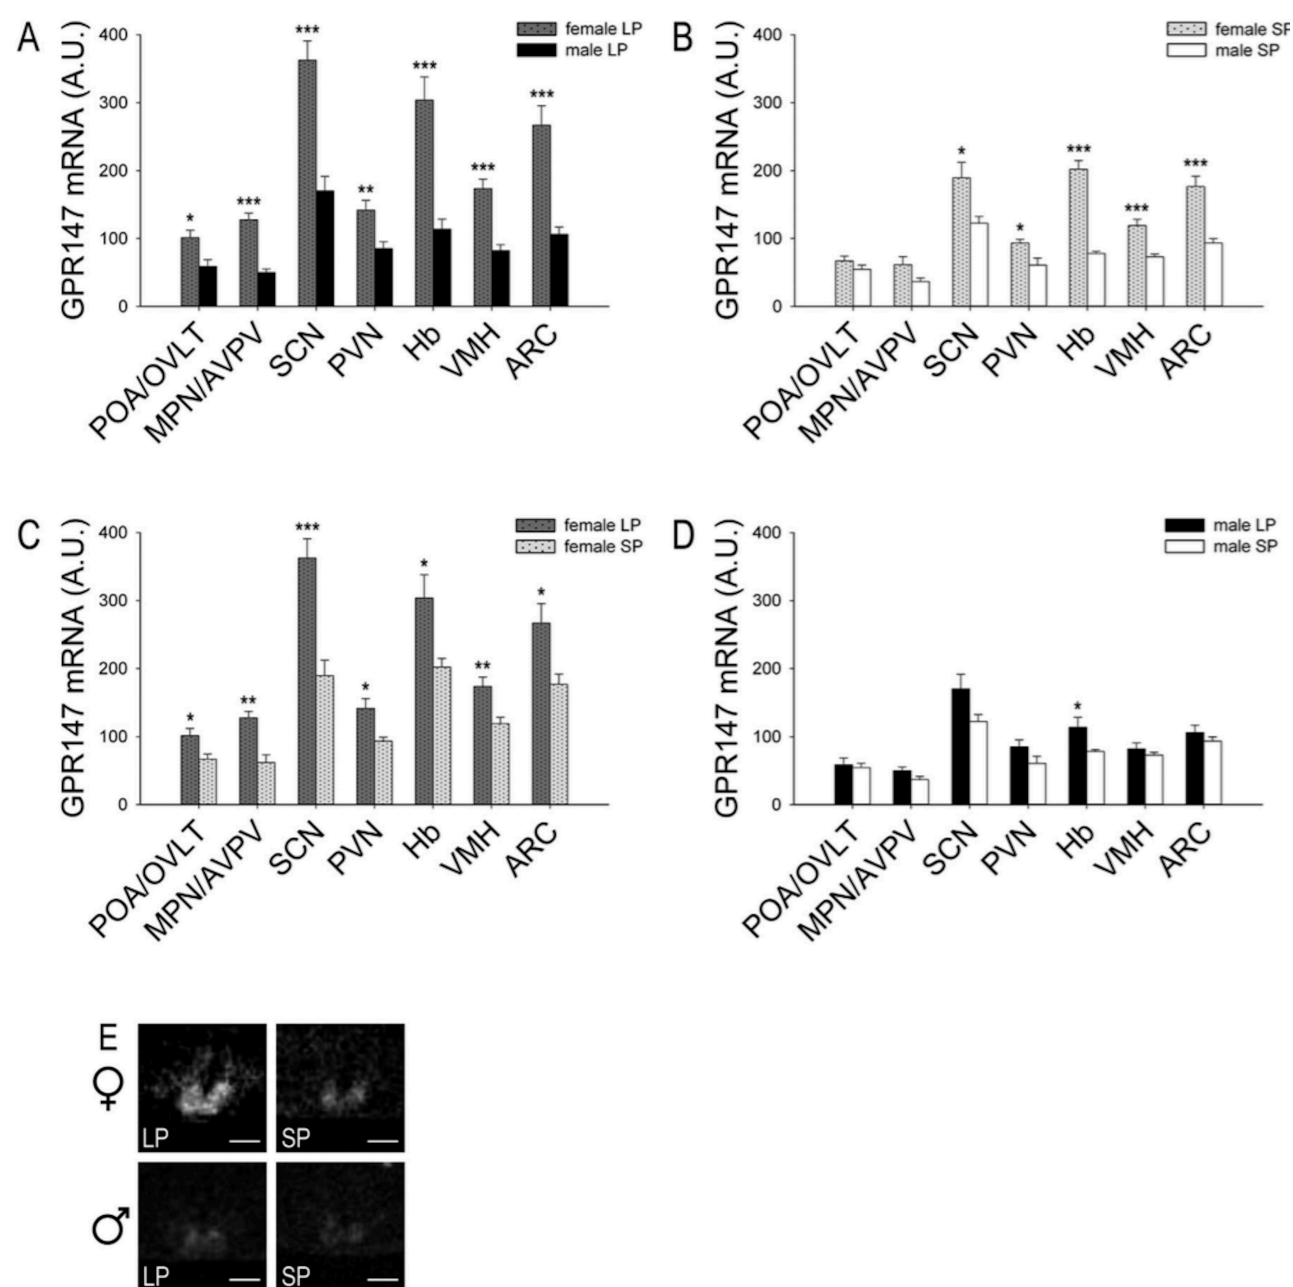 A
GPR147 mRNA (A.U.)
400
300
200
100
0
female LP
male LP
*
***
***
**
***
***
***
POA/OVLT
MPN/AVPV
SCN
PVN
Hb
VMH
ARC
B
GPR147 mRNA (A.U.)
400
300
200
100
0
female SP
male SP
*
*
***
***
***
POA/OVLT
MPN/AVPV
SCN
PVN
Hb
VMH
ARC
C
GPR147 mRNA (A.U.)
400
300
200
100
0
female LP
female SP
*
**
***
*
*
**
*
POA/OVLT
MPN/AVPV
SCN
PVN
Hb
VMH
ARC
D
GPR147 mRNA (A.U.)
400
300
200
100
0
male LP
male SP
*
POA/OVLT
MPN/AVPV
SCN
PVN
Hb
VMH
ARC
E
♀
LP
SP
♂
LP
SP